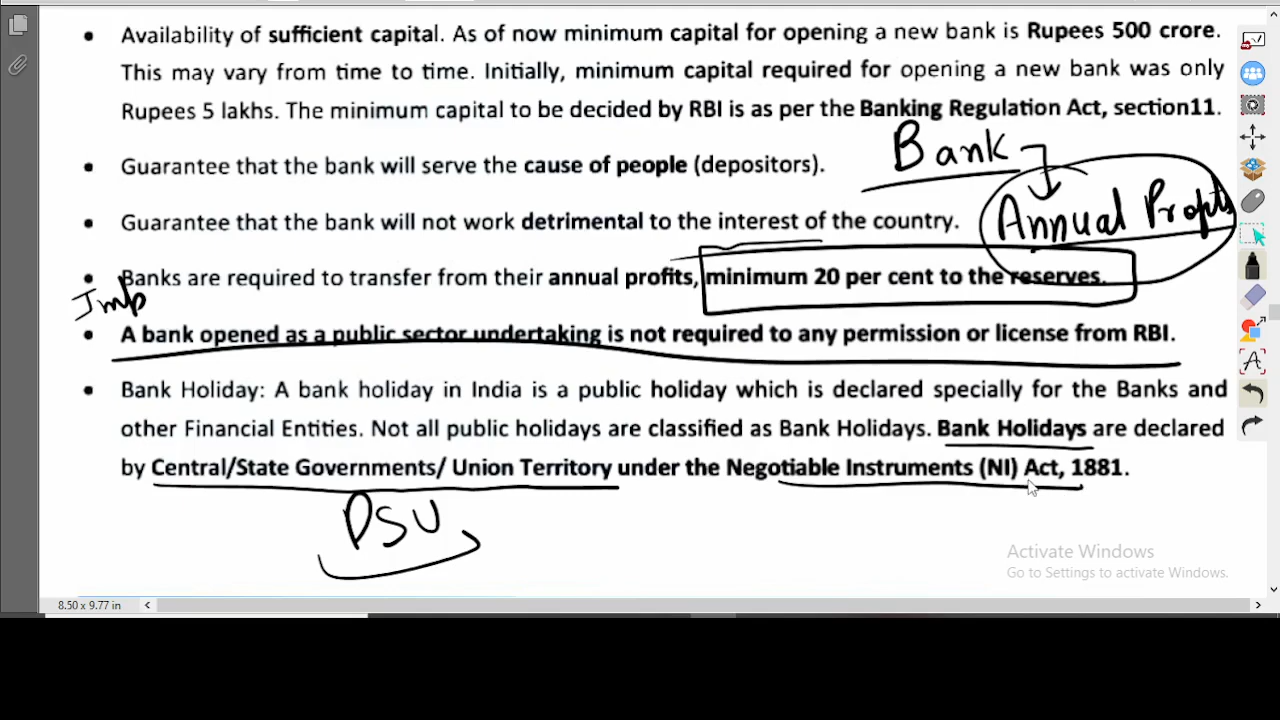 • Availability of sufficient capital. As of now minimum capital for opening a new bank is Rupees 500 crore.
This may vary from time to time. Initially, minimum capital required for opening a new bank was only
Rupees 5 lakhs. The minimum capital to be decided by RBI is as per the Banking Regulation Act, section11.
Bank
• Guarantee that the bank will serve the cause of people (depositors).
Annual Profits
• Guarantee that the bank will not work detrimental to the interest of the country.
• Banks are required to transfer from their annual profits, minimum 20 per cent to the reserves.
Imp
• A bank opened as a public sector undertaking is not required to any permission or license from RBI.
• Bank Holiday: A bank holiday in India is a public holiday which is declared specially for the Banks and
other Financial Entities. Not all public holidays are classified as Bank Holidays. Bank Holidays are declared
by Central/State Governments/ Union Territory under the Negotiable Instruments (NI) Act, 1881.
PSU
Activate Windows
Go to Settings to activate Windows.
8.50 x 9.77 in